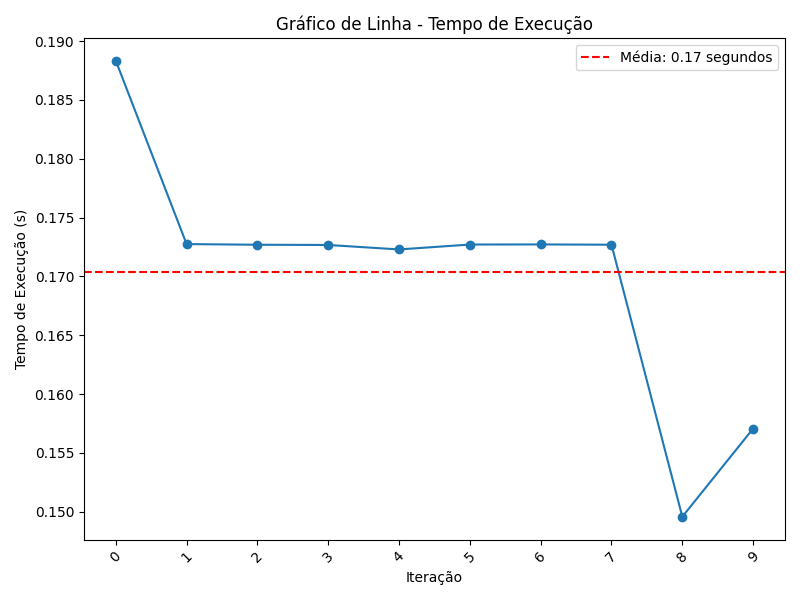 Gráfico de Linha - Tempo de Execução
Média: 0.17 segundos
Tempo de Execução (s)
0.190
0.185
0.180
0.175
0.170
0.165
0.160
0.155
0.150
0 1 2 3 4 5 6 7 8 9
Iteração